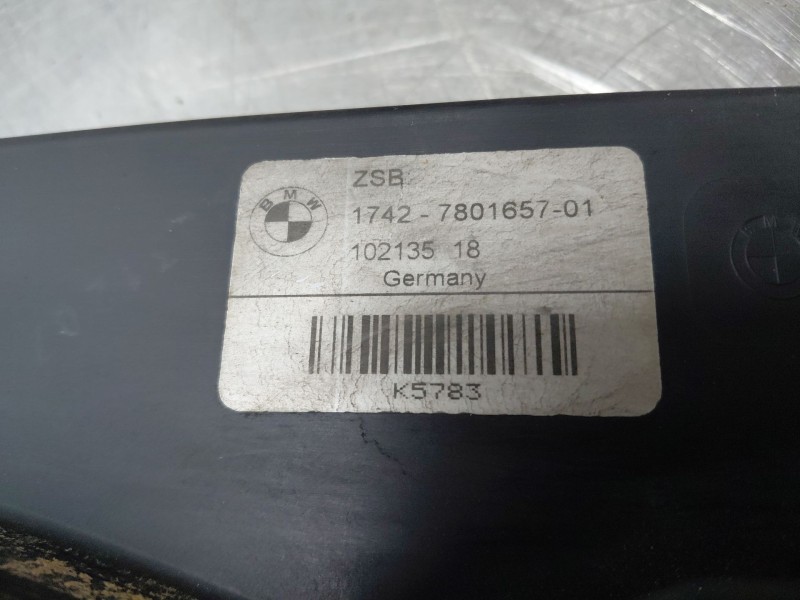 BMW
ZSB
1742 - 7801657-01
102135 18
Germany
K5783